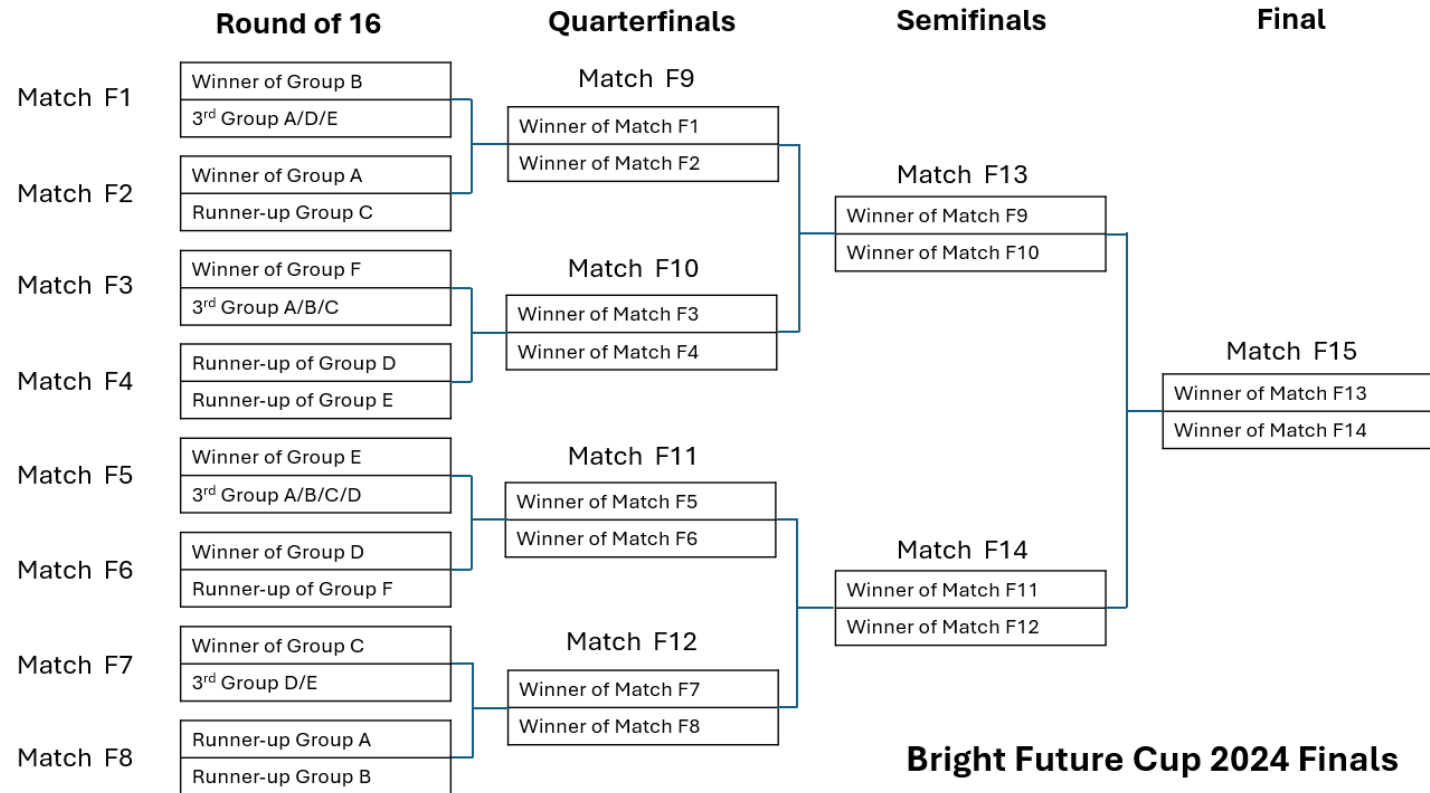 Round of 16
Quarterfinals
Semifinals
Final
Match F1
Winner of Group B
3rd Group A/D/E
Match F2
Winner of Group A
Runner-up Group C
Match F3
Winner of Group F
3rd Group A/B/C
Match F4
Runner-up of Group D
Runner-up of Group E
Match F5
Winner of Group E
3rd Group A/B/C/D
Match F6
Winner of Group D
Runner-up of Group F
Match F7
Winner of Group C
3rd Group D/E
Match F8
Runner-up Group A
Runner-up Group B
Match F9
Winner of Match F1
Winner of Match F2
Match F10
Winner of Match F3
Winner of Match F4
Match F11
Winner of Match F5
Winner of Match F6
Match F12
Winner of Match F7
Winner of Match F8
Match F13
Winner of Match F9
Winner of Match F10
Match F14
Winner of Match F11
Winner of Match F12
Match F15
Winner of Match F13
Winner of Match F14
Bright Future Cup 2024 Finals